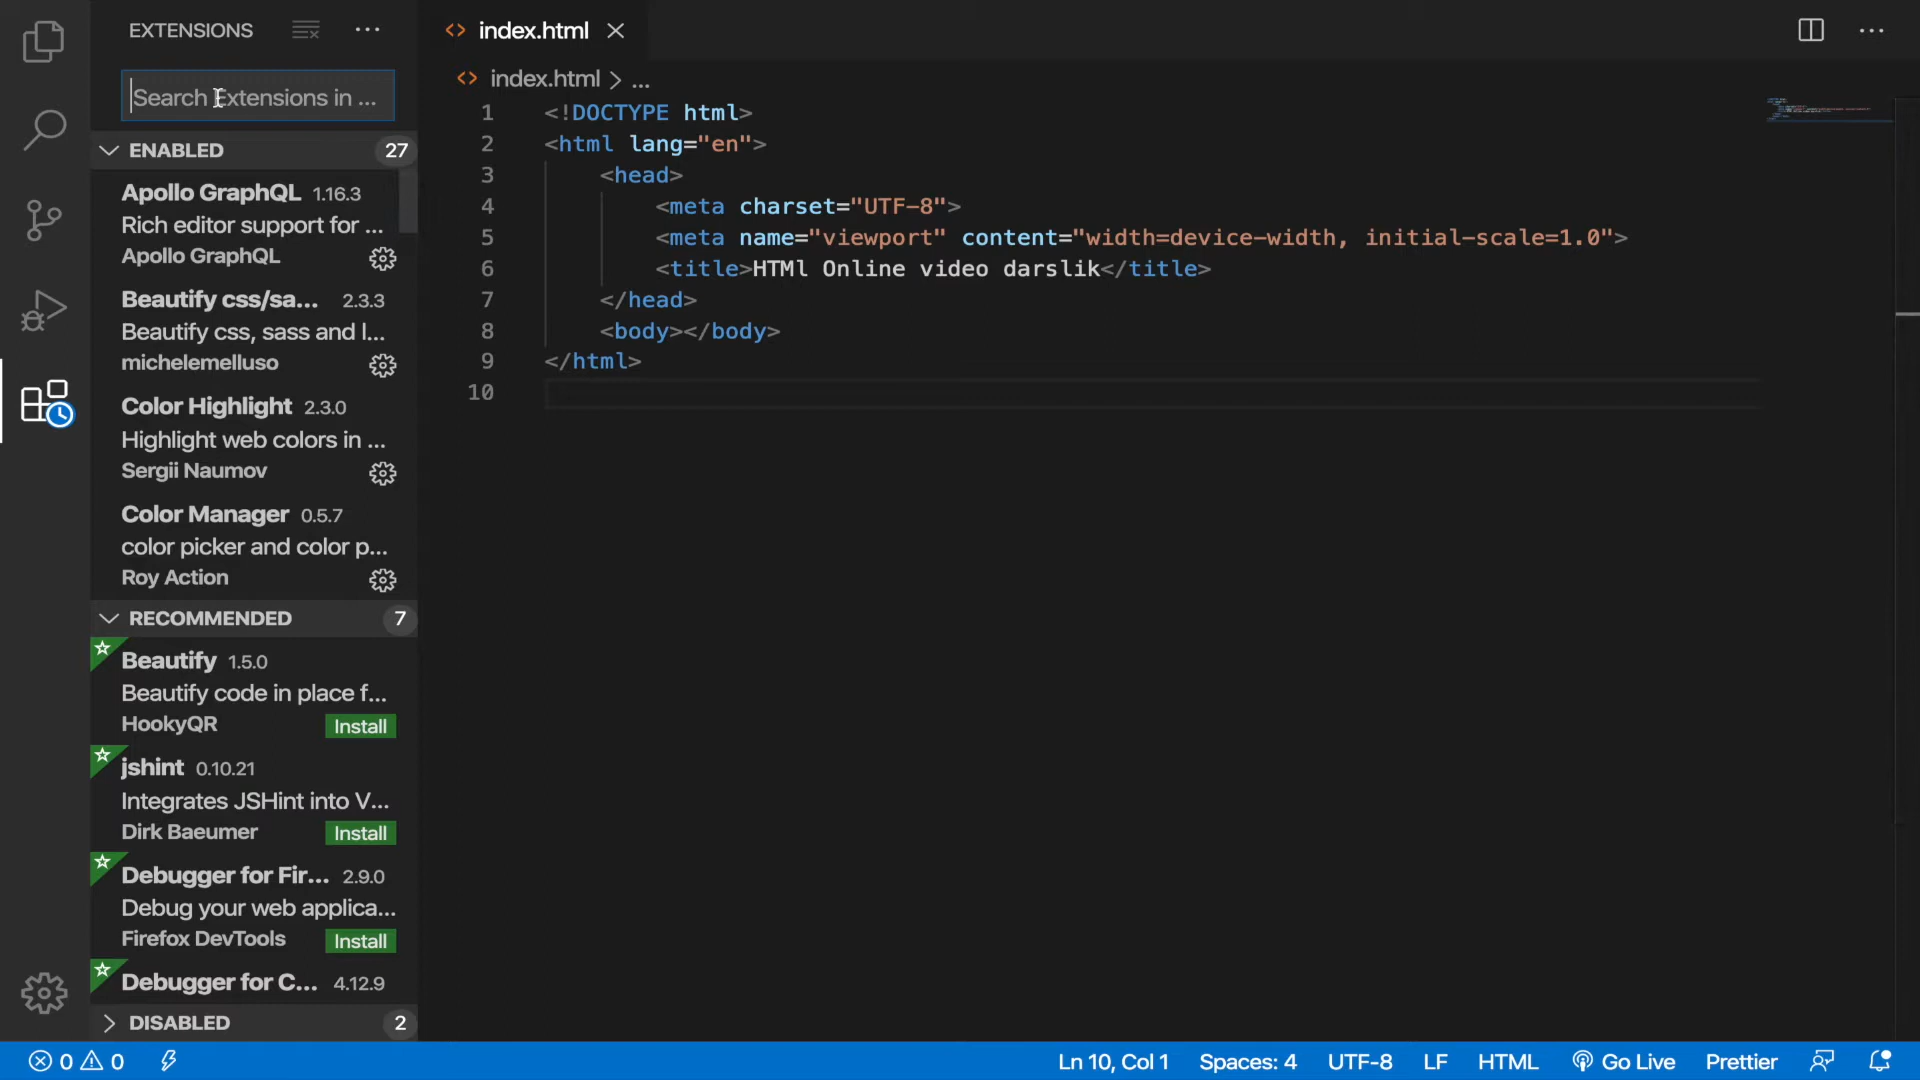 EXTENSIONS
Search Extensions in ...
ENABLED 27
Apollo GraphQL 1.16.3
Rich editor support for ...
Apollo GraphQL
Beautify css/sa... 2.3.3
Beautify css, sass and l...
michelemelluso
Color Highlight 2.3.0
Highlight web colors in ...
Sergii Naumov
Color Manager 0.5.7
color picker and color p...
Roy Action
RECOMMENDED 7
Beautify 1.5.0
Beautify code in place f...
HookyQR Install
jshint 0.10.21
Integrates JSHint into V...
Dirk Baeumer Install
Debugger for Fir... 2.9.0
Debug your web applica...
Firefox DevTools Install
Debugger for C... 4.12.9
DISABLED 2
index.html
index.html > ...
1 <!DOCTYPE html>
2 <html lang="en">
3 <head>
4 <meta charset="UTF-8">
5 <meta name="viewport" content="width=device-width, initial-scale=1.0">
6 <title>HTMl Online video darslik</title>
7 </head>
8 <body></body>
9 </html>
10
0 0 Ln 10, Col 1 Spaces: 4 UTF-8 LF HTML Go Live Prettier